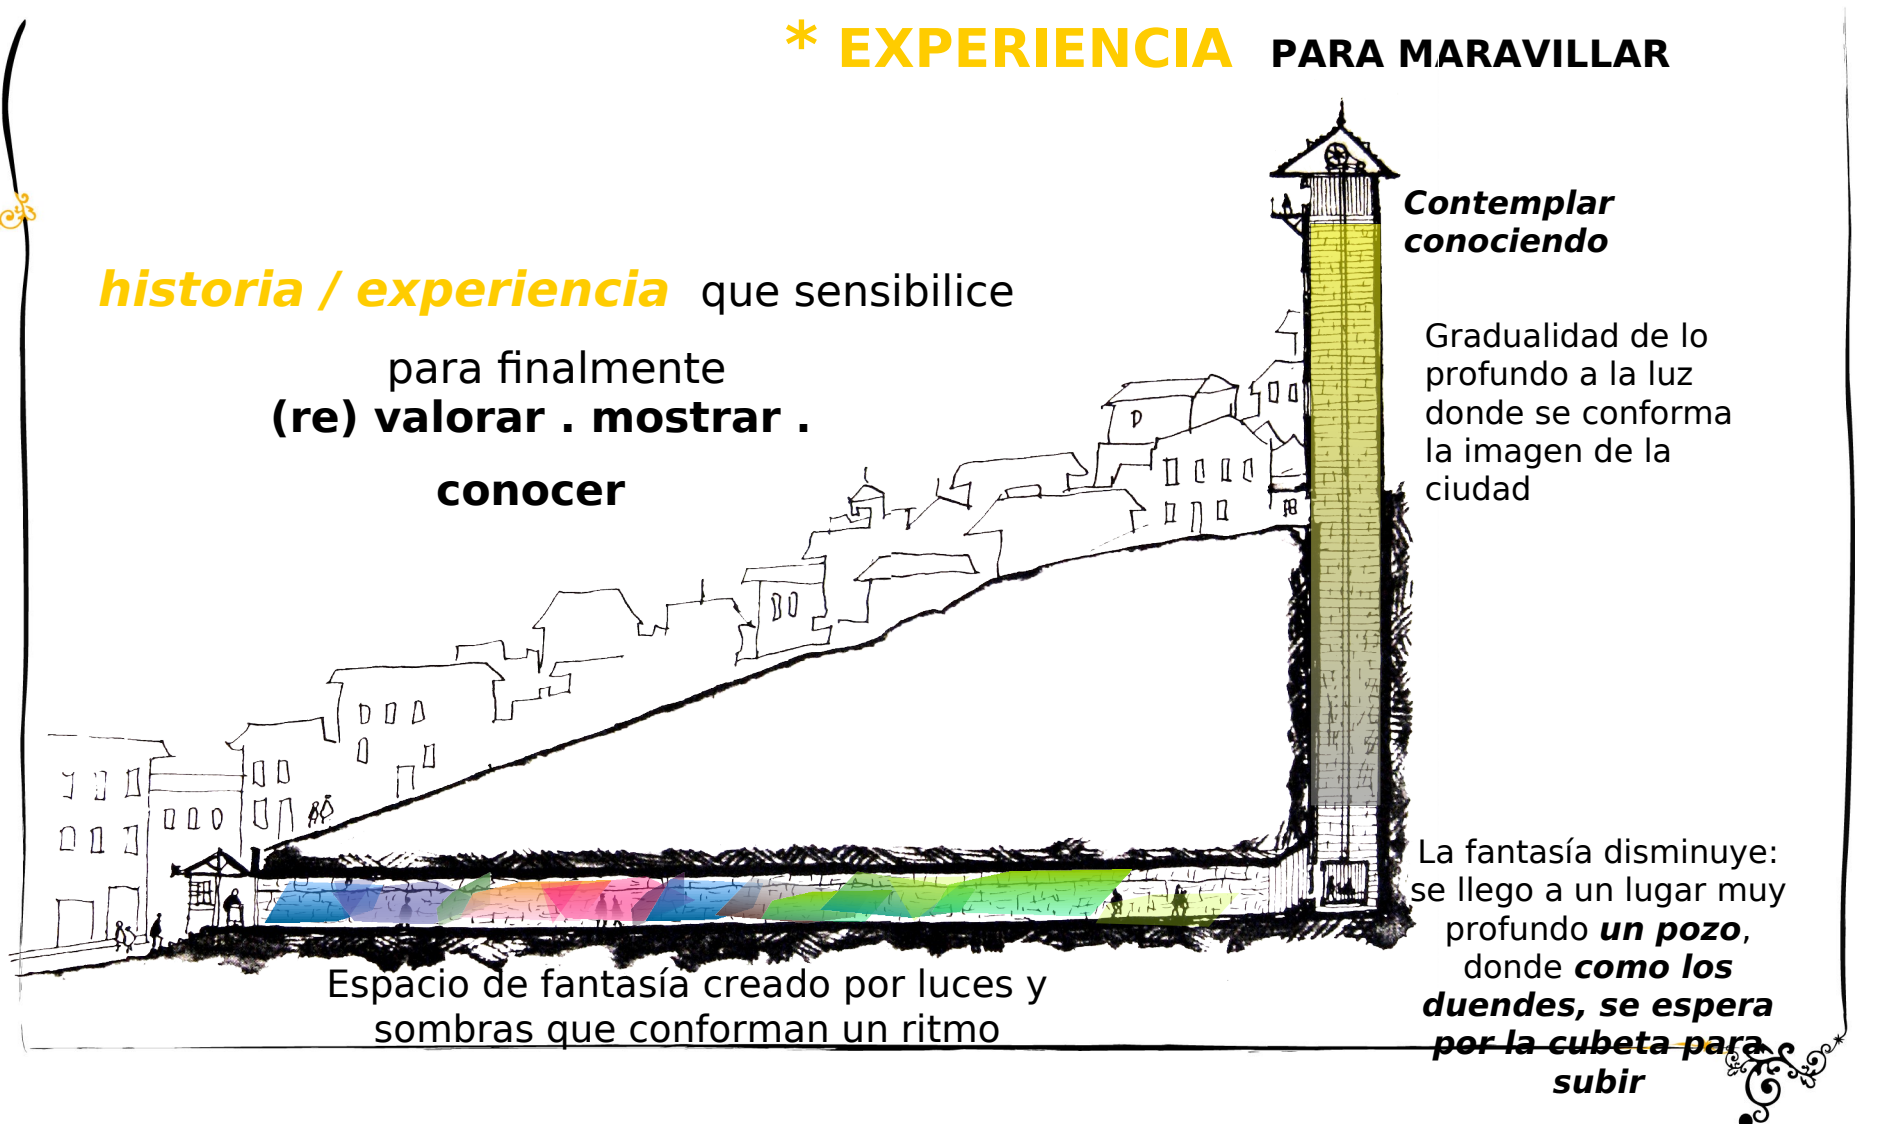 * EXPERIENCIA PARA MARAVILLAR
Contemplar
conociendo
historia / experiencia que sensibilice
para finalmente
(re) valorar . mostrar .
conocer
Gradualidad de lo
profundo a la luz
donde se conforma
la imagen de la
ciudad
La fantasía disminuye:
se llego a un lugar muy
profundo un pozo,
donde como los
duendes, se espera
por la cubeta para
subir
Espacio de fantasía creado por luces y
sombras que conforman un ritmo